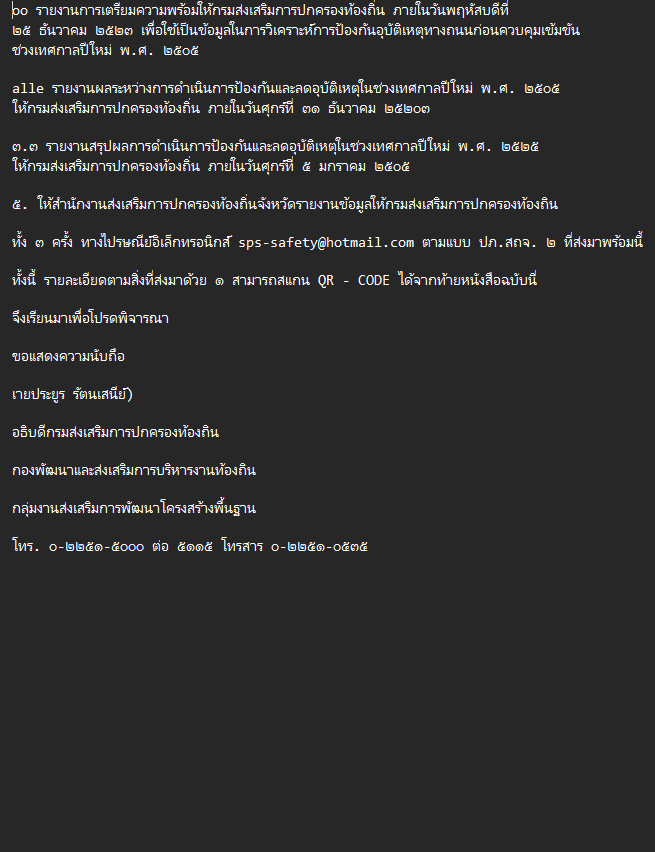 ๐๐ รายงานการเตรียมความพร้อมให้กรมส่งเสริมการปกครองท้องถิ่น ภายในวันพฤหัสบดีที่
๒๕ ธันวาคม ๒๕๒๓ เพื่อใช้เป็นข้อมูลในการวิเคราะห์การป้องกันอุบัติเหตุทางถนนก่อนควบคุมเข้มข้น
ช่วงเทศกาลปีใหม่ พ.ศ. ๒๕๐๕
alle รายงานผลระหว่างการดำเนินการป้องกันและลดอุบัติเหตุในช่วงเทศกาลปีใหม่ พ.ศ. ๒๕๐๕
ให้กรมส่งเสริมการปกครองท้องถิ่น ภายในวันศุกร์ที่ ๓๑ ธันวาคม ๒๕๒๐๓
๓.๓ รายงานสรุปผลการดำเนินการป้องกันและลดอุบัติเหตุในช่วงเทศกาลปีใหม่ พ.ศ. ๒๕๒๕
ให้กรมส่งเสริมการปกครองท้องถิ่น ภายในวันศุกร์ที่ ๕ มกราคม ๒๕๐๕
๕. ให้สำนักงานส่งเสริมการปกครองท้องถิ่นจังหวัดรายงานข้อมูลให้กรมส่งเสริมการปกครองท้องถิน
ทั้ง ๓ ครั้ง ทางไปรษณีย์อิเล็กทรอนิกส์ sps-safety@hotmail.com ตามแบบ ปภ.สถจ. ๒ ที่ส่งมาพร้อมนี้
ทั้งนี้ รายละเอียดตามสิ่งที่ส่งมาด้วย ๑ สามารถสแกน QR - CODE ได้จากท้ายหนังสือฉบับนี่
จึงเรียนมาเพื่อโปรดพิจารณา
ขอแสดงความนับถือ
เายประยูร รัตนเสนีย์)
อธิบดีกรมส่งเสริมการปกครองท้องถิน
กองพัฒนาและส่งเสริมการบริหารงานท้องถิน
กลุ่มงานส่งเสริมการพัฒนาโครงสร้างพื้นฐาน
โทร. ๐-๒๒๕๑-๕๐๐๐ ต่อ ๕๑๑๕ โทรสาร ๐-๒๒๕๑-๐๕๓๕